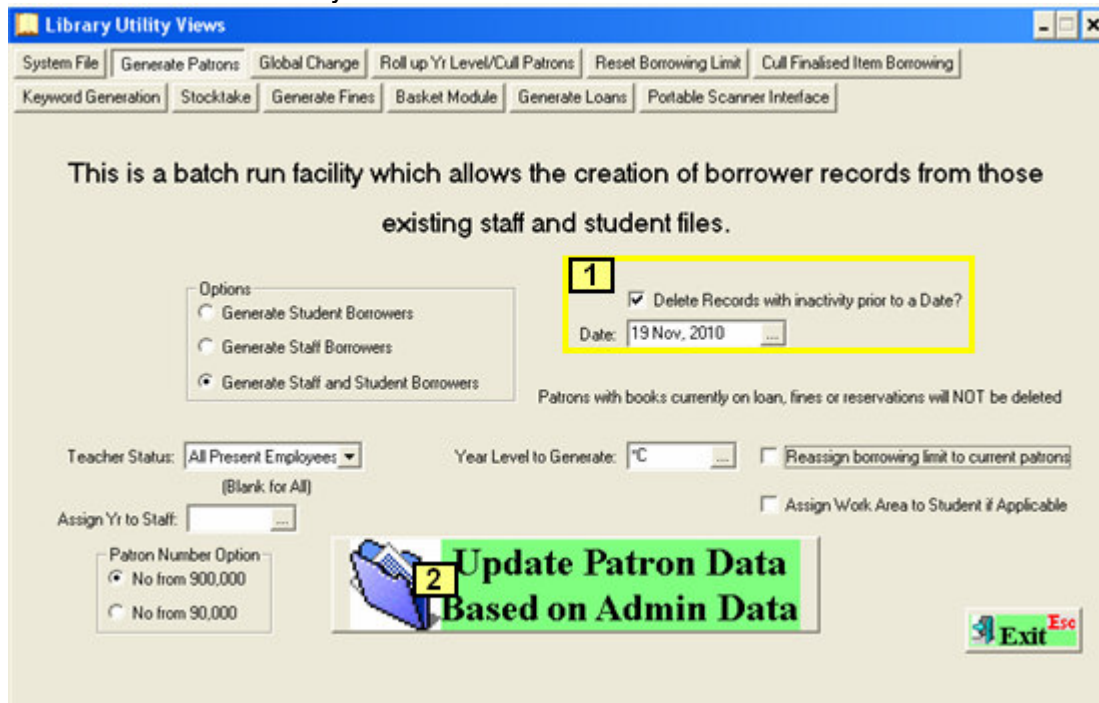 Library Utility Views
System File Generate Patrons Global Change Roll up Yr Level/Cull Patrons Reset Borrowing Limit Cull Finalised Item Borrowing
Keyword Generation Stocktake Generate Fines Basket Module Generate Loans Portable Scanner Interface
This is a batch run facility which allows the creation of borrower records from those
existing staff and student files.
1
Options
Generate Student Borrowers
Generate Staff Borrowers
Generate Staff and Student Borrowers
Delete Records with inactivity prior to a Date?
Date: 19 Nov, 2010 ...
Patrons with books currently on loan, fines or reservations will NOT be deleted
Teacher Status: All Present Employees
(Blank for All)
Year Level to Generate: *C ...
Reassign borrowing limit to current patrons
Assign Yr to Staff: ...
Assign Work Area to Student if Applicable
Patron Number Option
No from 900,000
No from 90,000
2
Update Patron Data
Based on Admin Data
Exit Esc